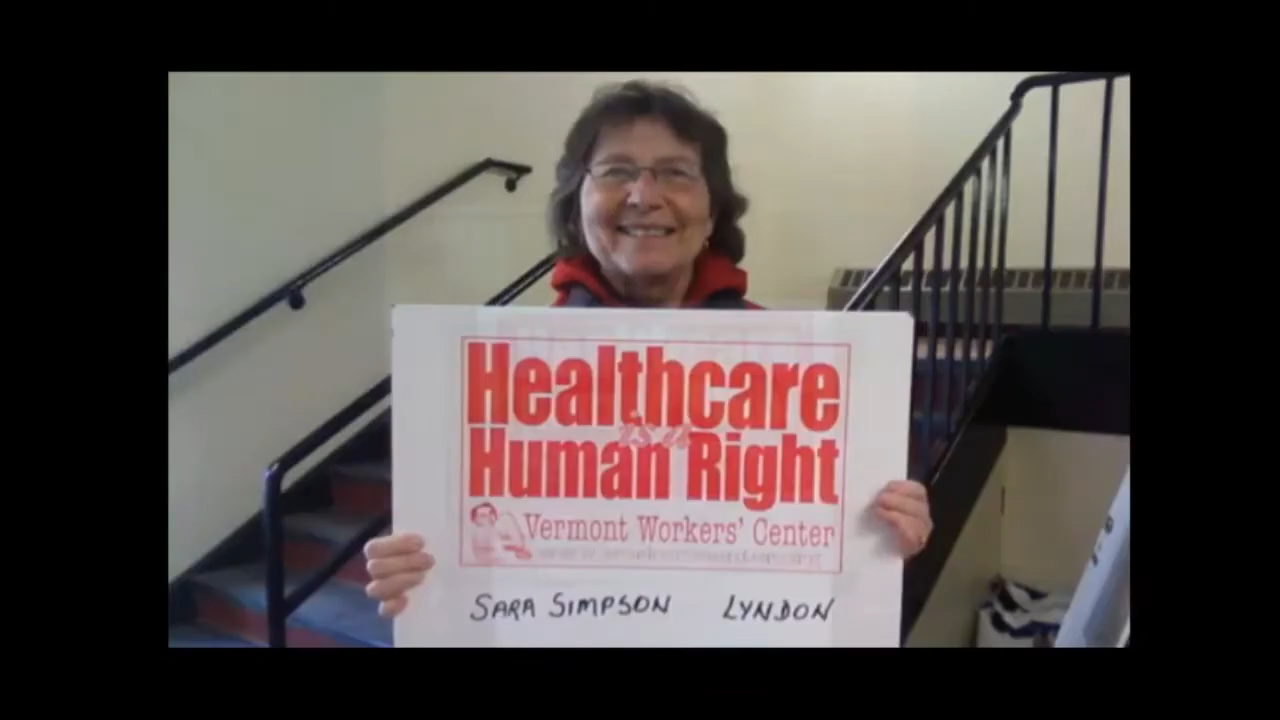 Healthcare
is a
Human Right
Vermont Workers' Center
SARA SIMPSON LYNDON